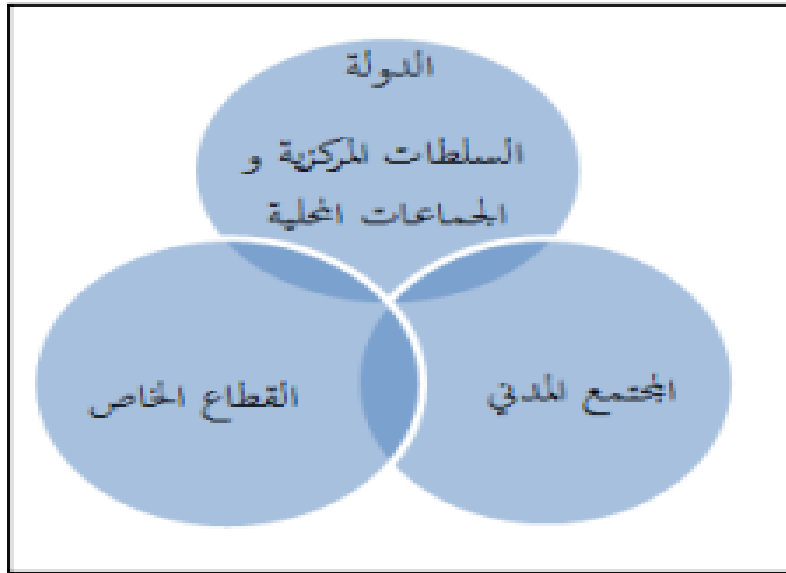 الدولة
السلطات المركزية و
الجماعات المحلية
المجتمع المدني
القطاع الخاص